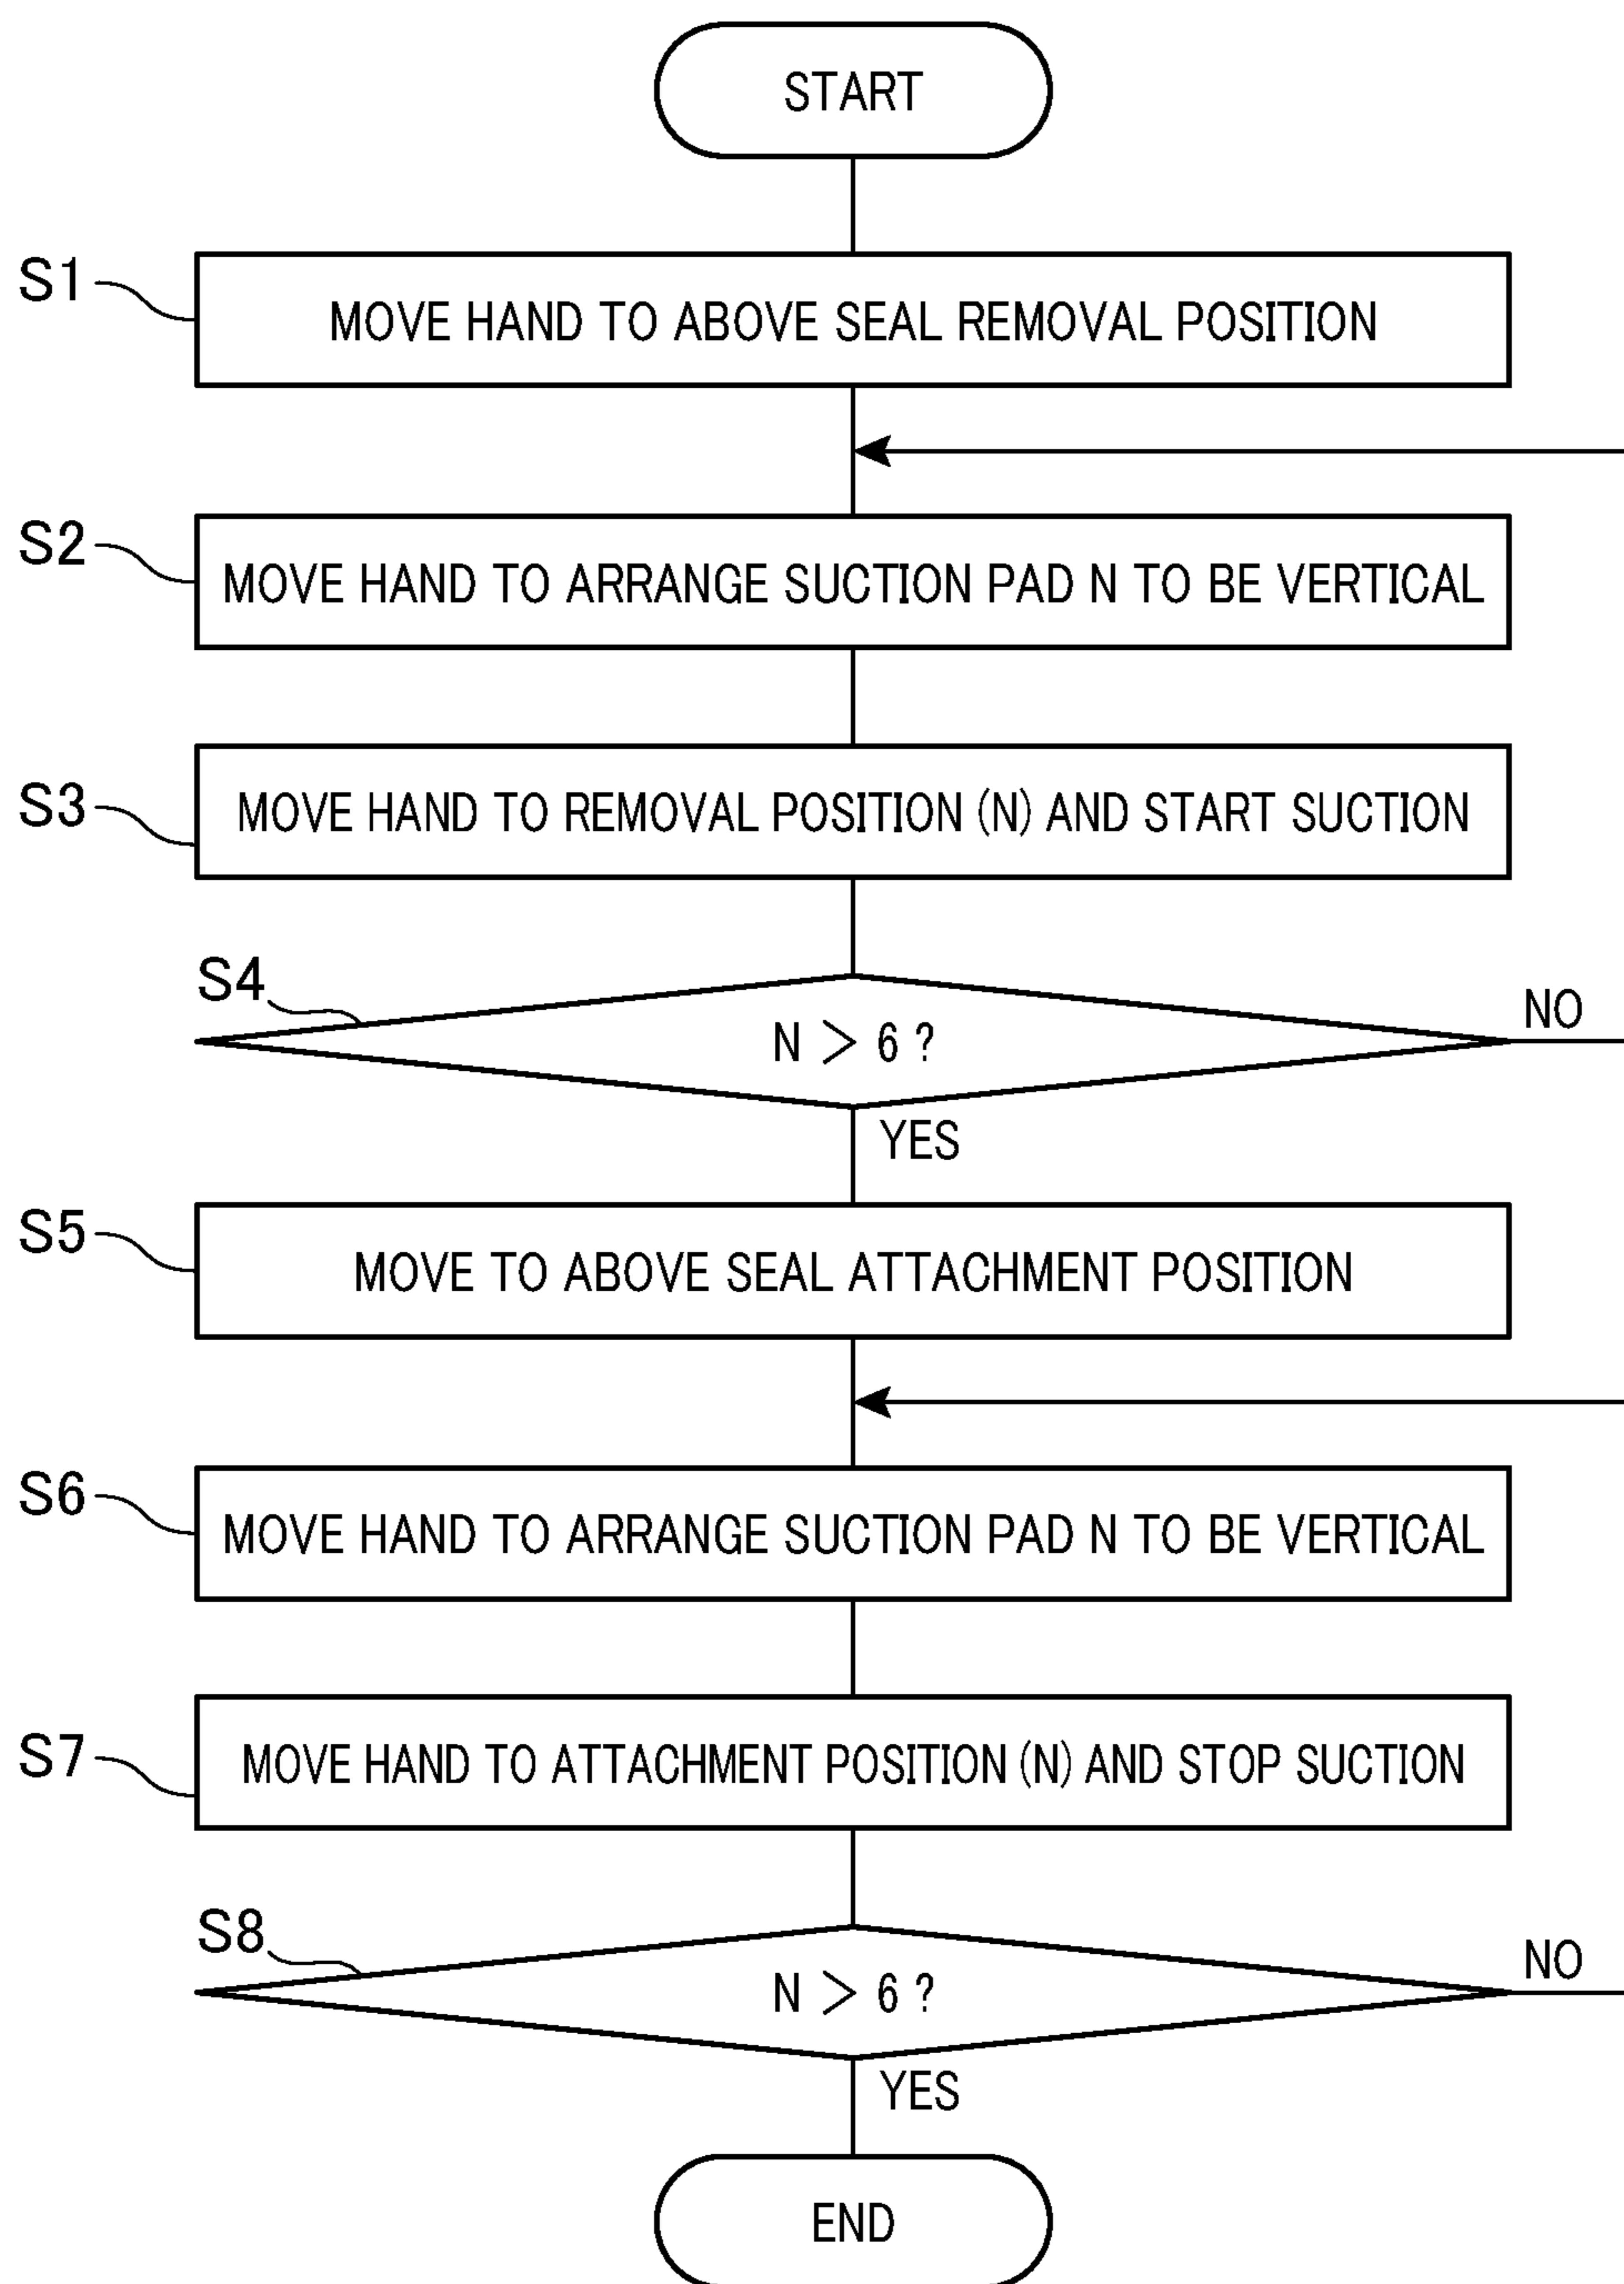 START
S1
MOVE HAND TO ABOVE SEAL REMOVAL POSITION
S2
MOVE HAND TO ARRANGE SUCTION PAD N TO BE VERTICAL
S3
MOVE HAND TO REMOVAL POSITION (N) AND START SUCTION
S4
N > 6 ?
NO
YES
S5
MOVE TO ABOVE SEAL ATTACHMENT POSITION
S6
MOVE HAND TO ARRANGE SUCTION PAD N TO BE VERTICAL
S7
MOVE HAND TO ATTACHMENT POSITION (N) AND STOP SUCTION
S8
N > 6 ?
NO
YES
END